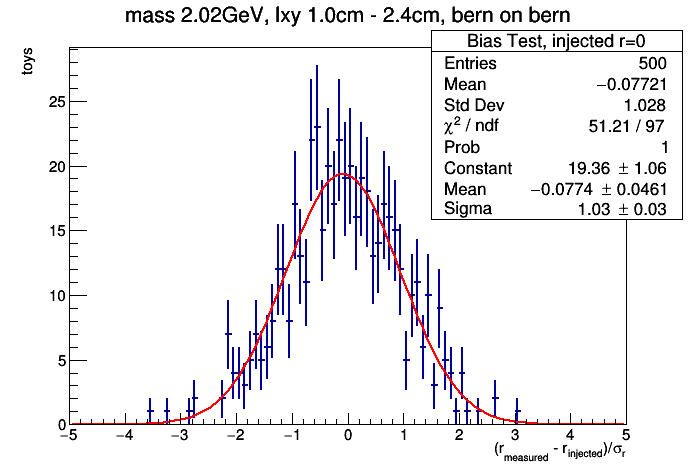 mass 2.02GeV, lxy 1.0cm - 2.4cm, bern on bern
Bias Test, injected r=0
Entries 500
Mean −0.07721
Std Dev 1.028
χ² / ndf 51.21 / 97
Prob 1
Constant 19.36 ± 1.06
Mean −0.0774 ± 0.0461
Sigma 1.03 ± 0.03
toys
25
20
15
10
5
0
−5 −4 −3 −2 −1 0 1 2 3 4 5
(r_measured - r_injected)/σ_r